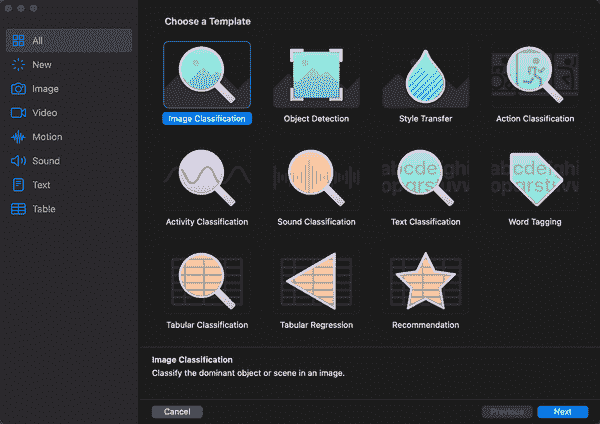 Choose a Template
All
New
Image
Video
Motion
Sound
Text
Table
Image Classification
Object Detection
Style Transfer
Action Classification
Activity Classification
Sound Classification
abcdefghi
opqrstuvw
Text Classification
Word Tagging
Tabular Classification
Tabular Regression
Recommendation
Image Classification
Classify the dominant object or scene in an image.
Cancel
Previous
Next